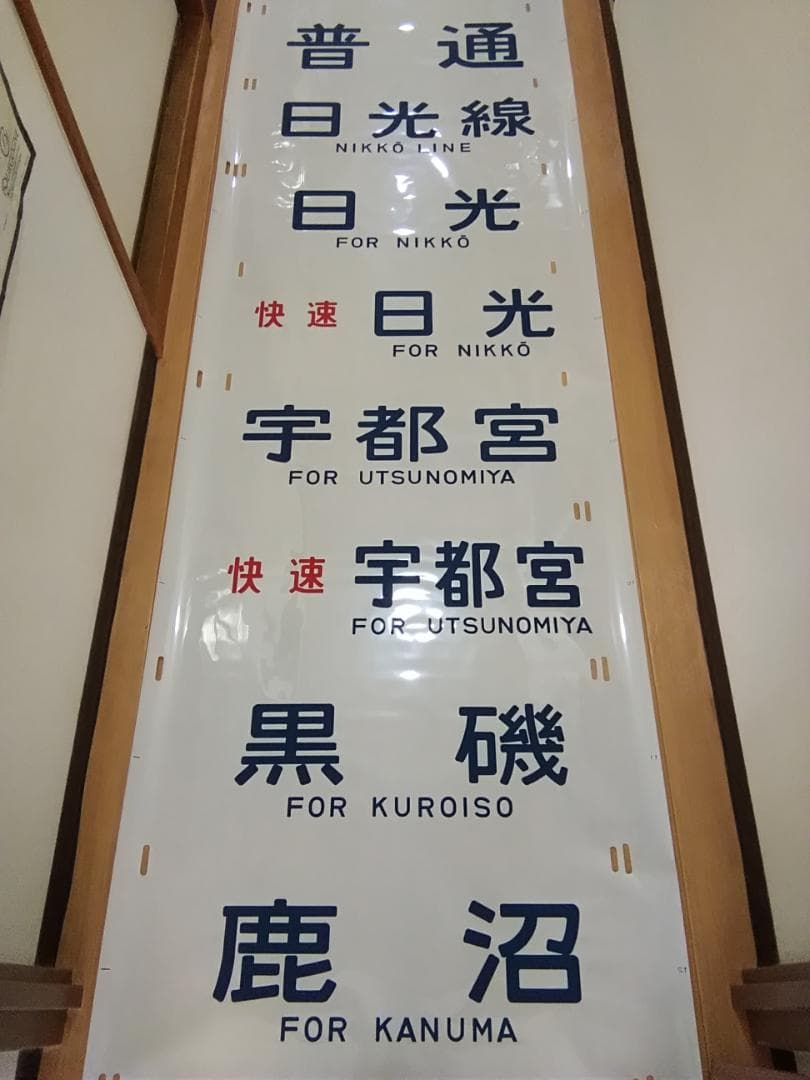 普通
日光線
NIKKŌ LINE
日光
FOR NIKKŌ
快速 日光
FOR NIKKŌ
宇都宮
FOR UTSUNOMIYA
快速 宇都宮
FOR UTSUNOMIYA
黒磯
FOR KUROISO
鹿沼
FOR KANUMA